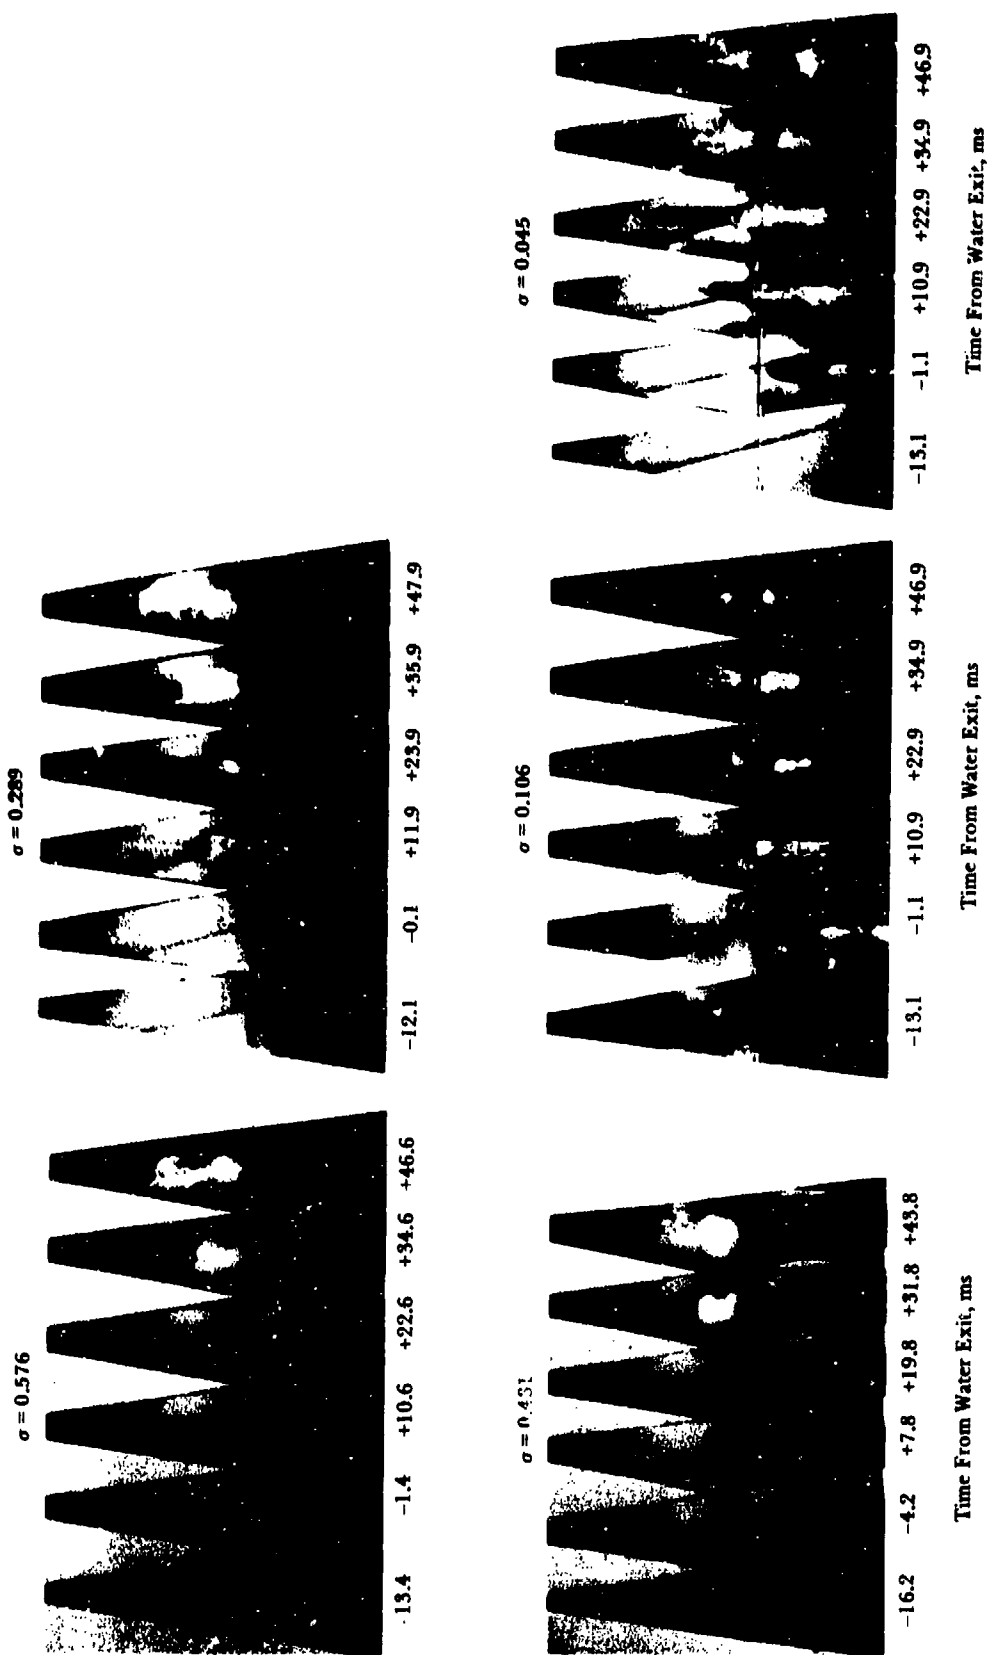 σ = 0.576
-13.4 -1.4 +10.6 +22.6 +34.6 +46.6
σ = 0.289
-12.1 -0.1 +11.9 +23.9 +35.9 +47.9
σ = 0.431
-16.2 -4.2 +7.8 +19.8 +31.8 +43.8
Time From Water Exit, ms
σ = 0.106
-13.1 -1.1 +10.9 +22.9 +34.9 +46.9
Time From Water Exit, ms
σ = 0.045
-13.1 -1.1 +10.9 +22.9 +34.9 +46.9
Time From Water Exit, ms